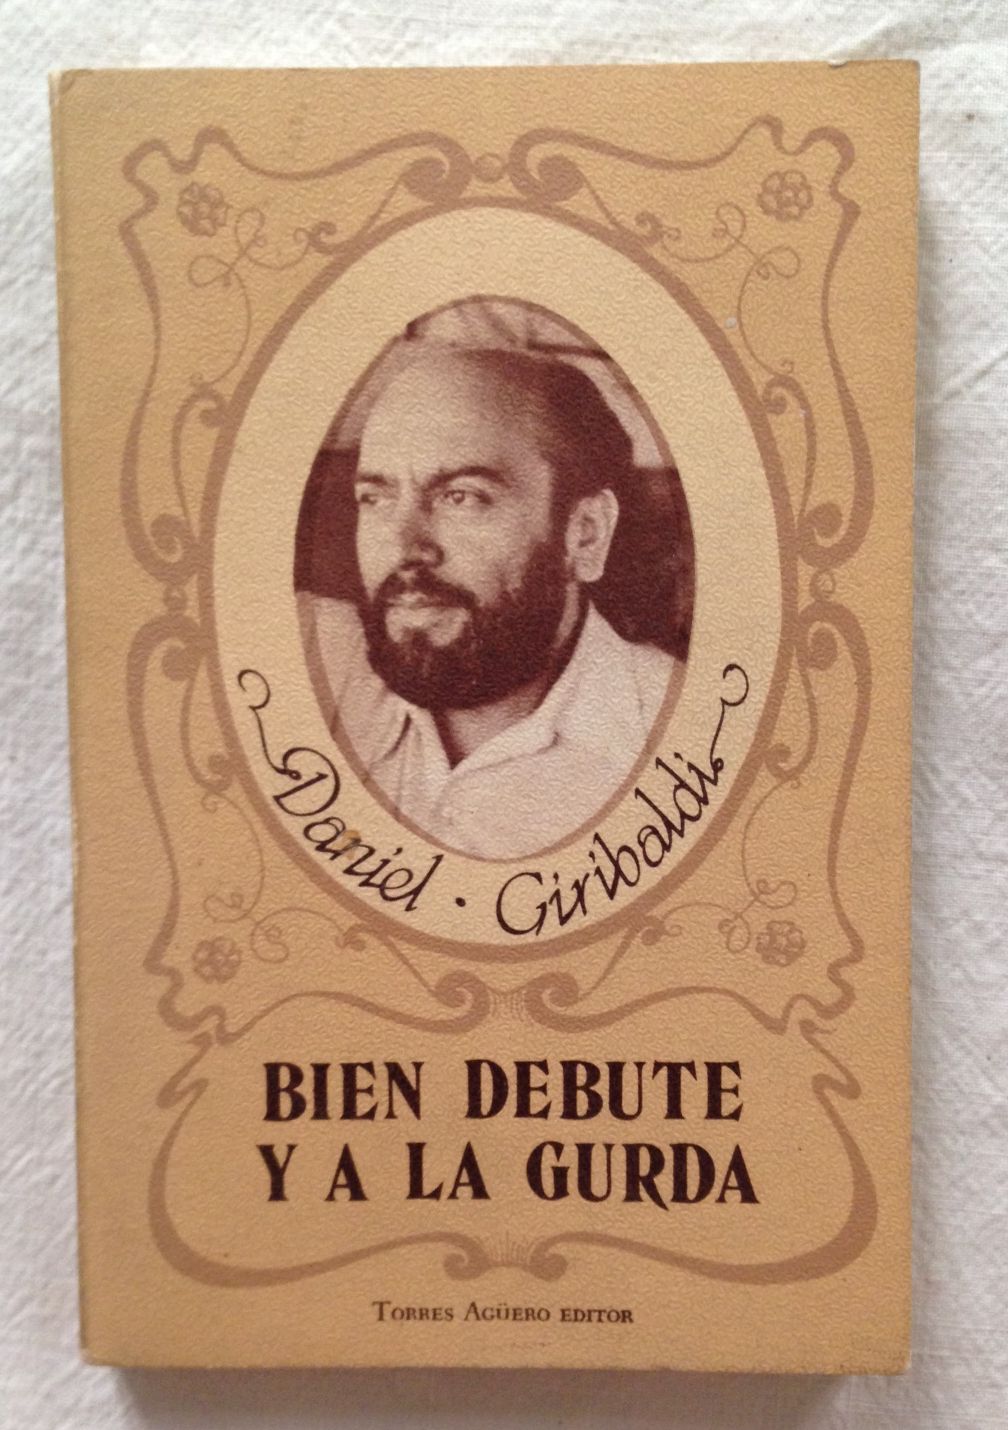 Daniel · Giribaldi
BIEN DEBUTE
Y A LA GURDA
TORRES AGÜERO EDITOR